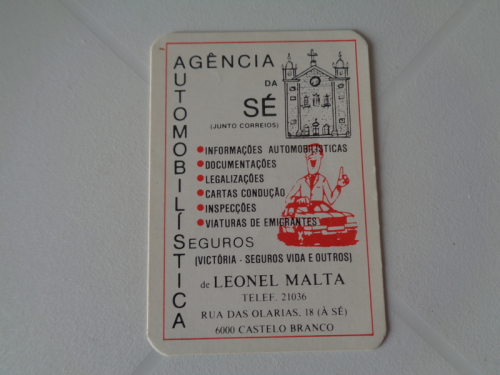 AGÊNCIA
DA
SÉ
(JUNTO CORREIOS)
AUTOMOBILÍSTICA
INFORMAÇÕES AUTOMOBILISTICAS
DOCUMENTAÇÕES
LEGALIZAÇÕES
CARTAS CONDUÇÃO
INSPECÇÕES
VIATURAS DE EMIGRANTES
SEGUROS
(VICTÓRIA - SEGUROS VIDA E OUTROS)
de LEONEL MALTA
TELEF. 21036
RUA DAS OLARIAS, 18 (À SÉ)
6000 CASTELO BRANCO